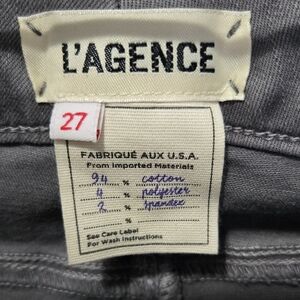 L'AGENCE
27
FABRIQUÉ AUX U.S.A.
From Imported Materials
94 % cotton
4 % polyester
2 % spandex
%
See Care Label
For Wash Instructions